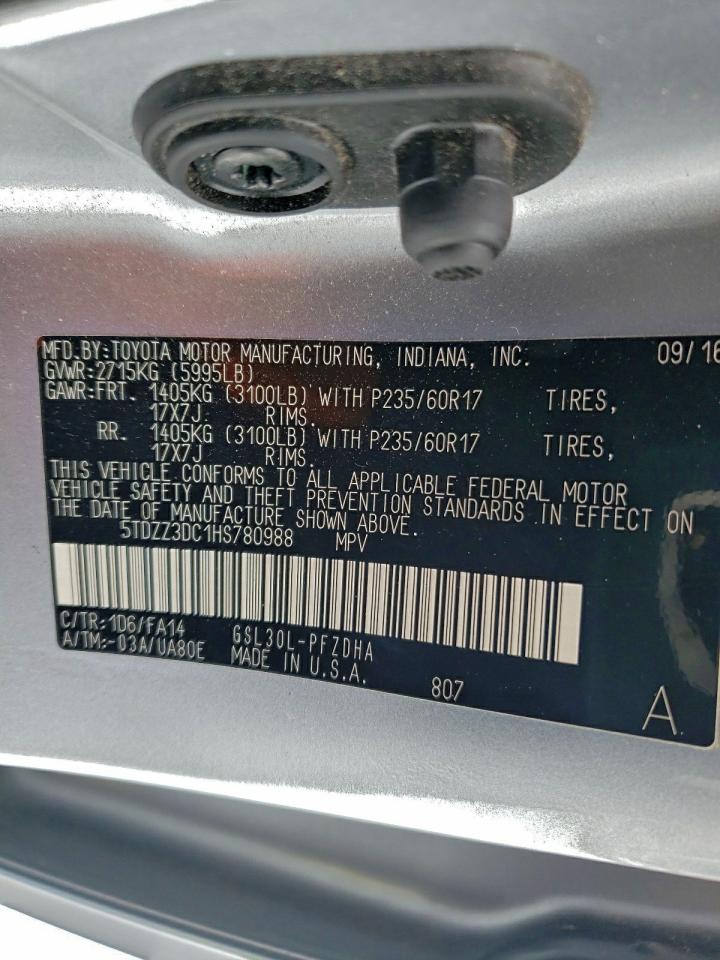 MFD.BY:TOYOTA MOTOR MANUFACTURING, INDIANA, INC. 09/16
GVWR:2715KG (5995LB)
GAWR:FRT. 1405KG (3100LB) WITH P235/60R17 TIRES,
17X7J RIMS.
RR. 1405KG (3100LB) WITH P235/60R17 TIRES,
17X7J RIMS.
THIS VEHICLE CONFORMS TO ALL APPLICABLE FEDERAL MOTOR
VEHICLE SAFETY AND THEFT PREVENTION STANDARDS IN EFFECT ON
THE DATE OF MANUFACTURE SHOWN ABOVE.
5TDZZ3DC1HS780988 MPV
C/TR:1D6/FA14 GSL30L-PFZDHA
A/TM:-03A/UA80E MADE IN U.S.A. 807 A